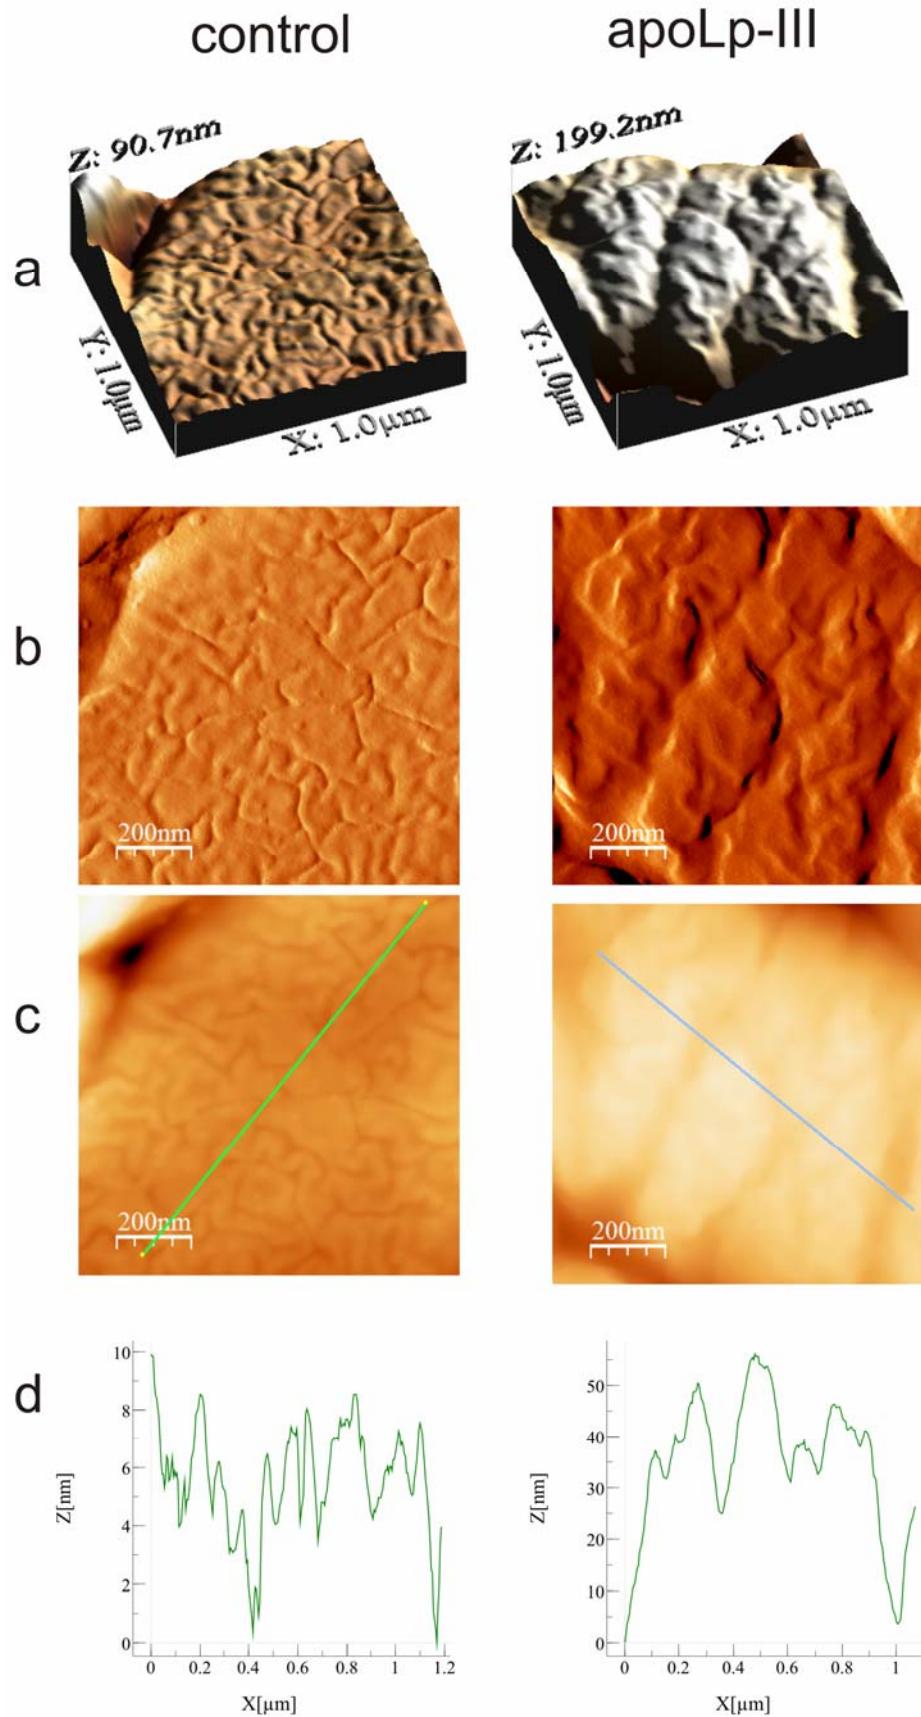 control
apoLp-III
a
Z: 90.7nm
Y: 1.0µm
X: 1.0µm
Z: 199.2nm
Y: 1.0µm
X: 1.0µm
b
200nm
200nm
c
200nm
200nm
d
Z[nm]
10
8
6
4
2
0
0 0.2 0.4 0.6 0.8 1 1.2
X[µm]
Z[nm]
50
40
30
20
10
0
0 0.2 0.4 0.6 0.8 1
X[µm]